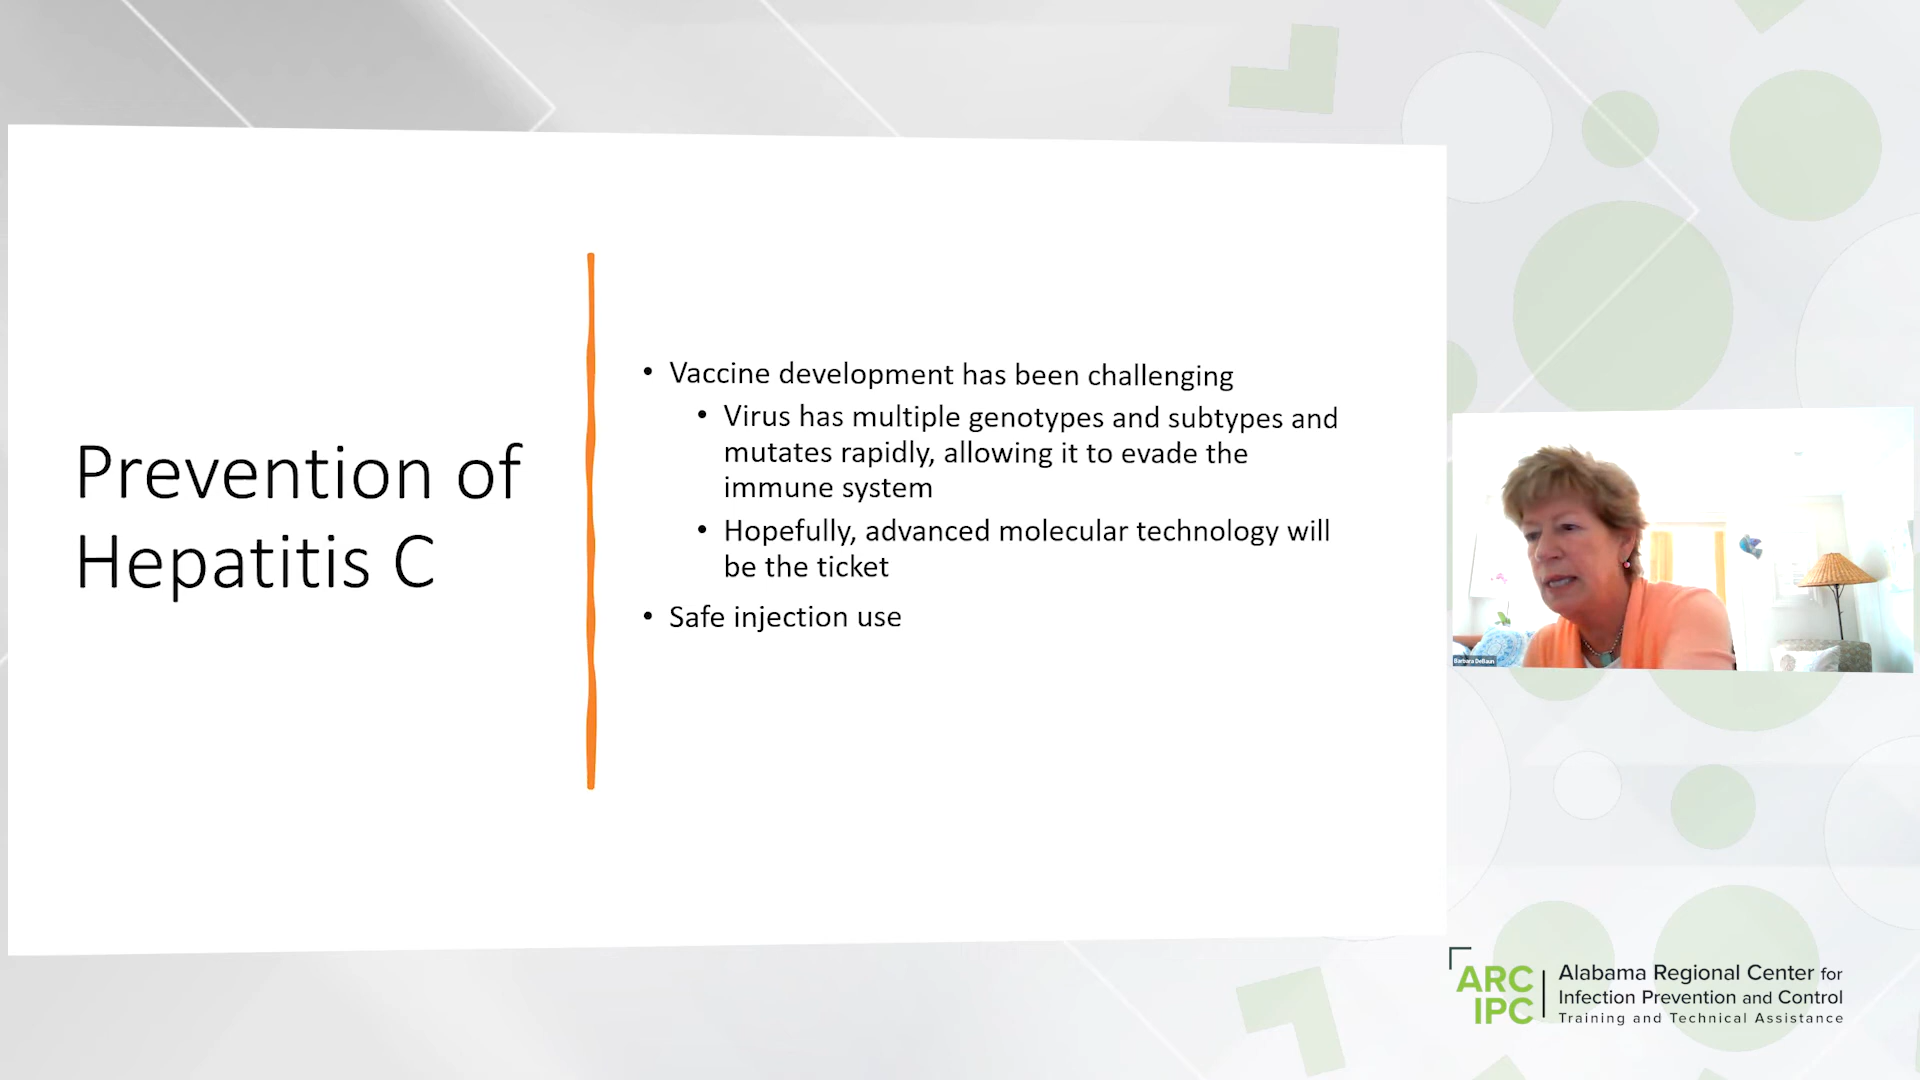 Prevention of
Hepatitis C
• Vaccine development has been challenging
• Virus has multiple genotypes and subtypes and
mutates rapidly, allowing it to evade the
immune system
• Hopefully, advanced molecular technology will
be the ticket
• Safe injection use
Barbara DeBaun
ARC
IPC
Alabama Regional Center for
Infection Prevention and Control
Training and Technical Assistance